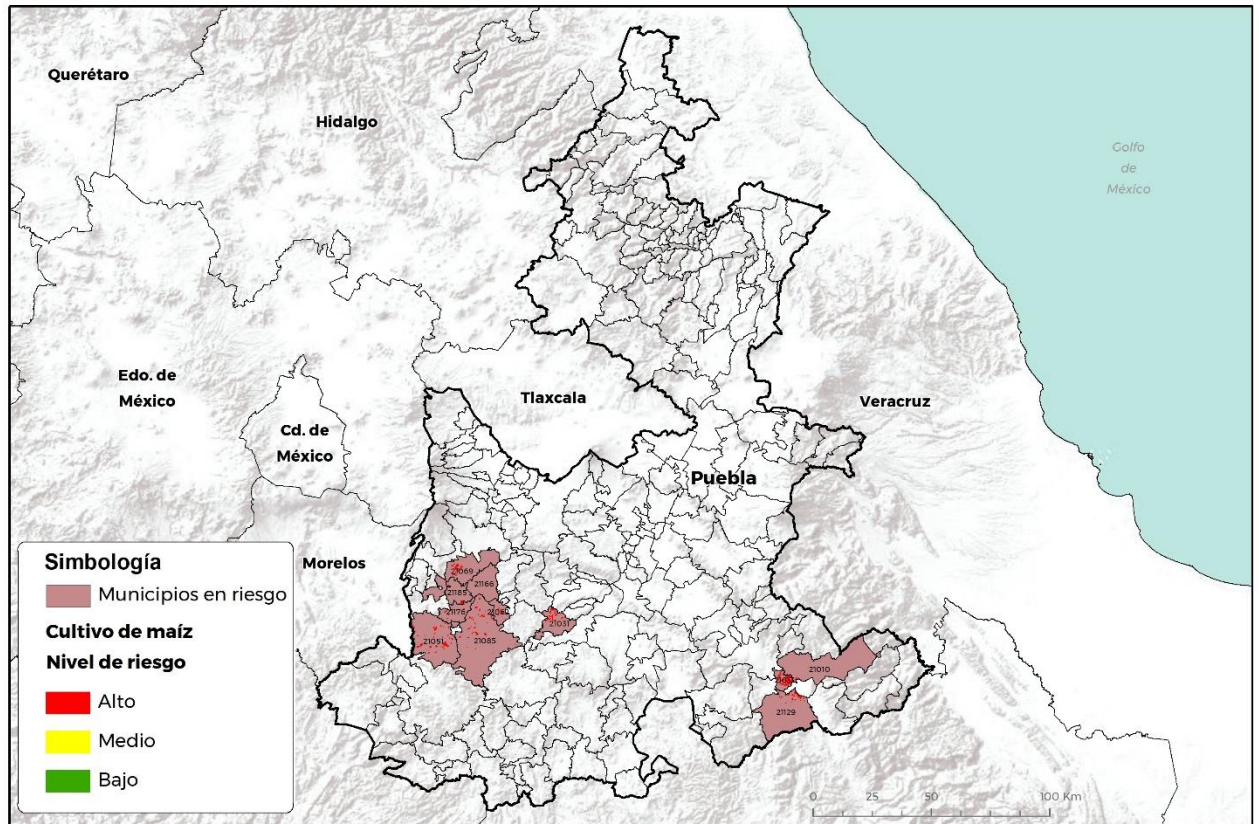 Querétaro
Hidalgo
Golfo
de
México
Edo. de
México
Tlaxcala
Veracruz
Cd. de
México
Puebla
Morelos
Simbología
Municipios en riesgo
Cultivo de maíz
Nivel de riesgo
Alto
Medio
Bajo
21069
21166
21185
21176
21051
21085
21031
21010
21129
0 25 50 100 Km